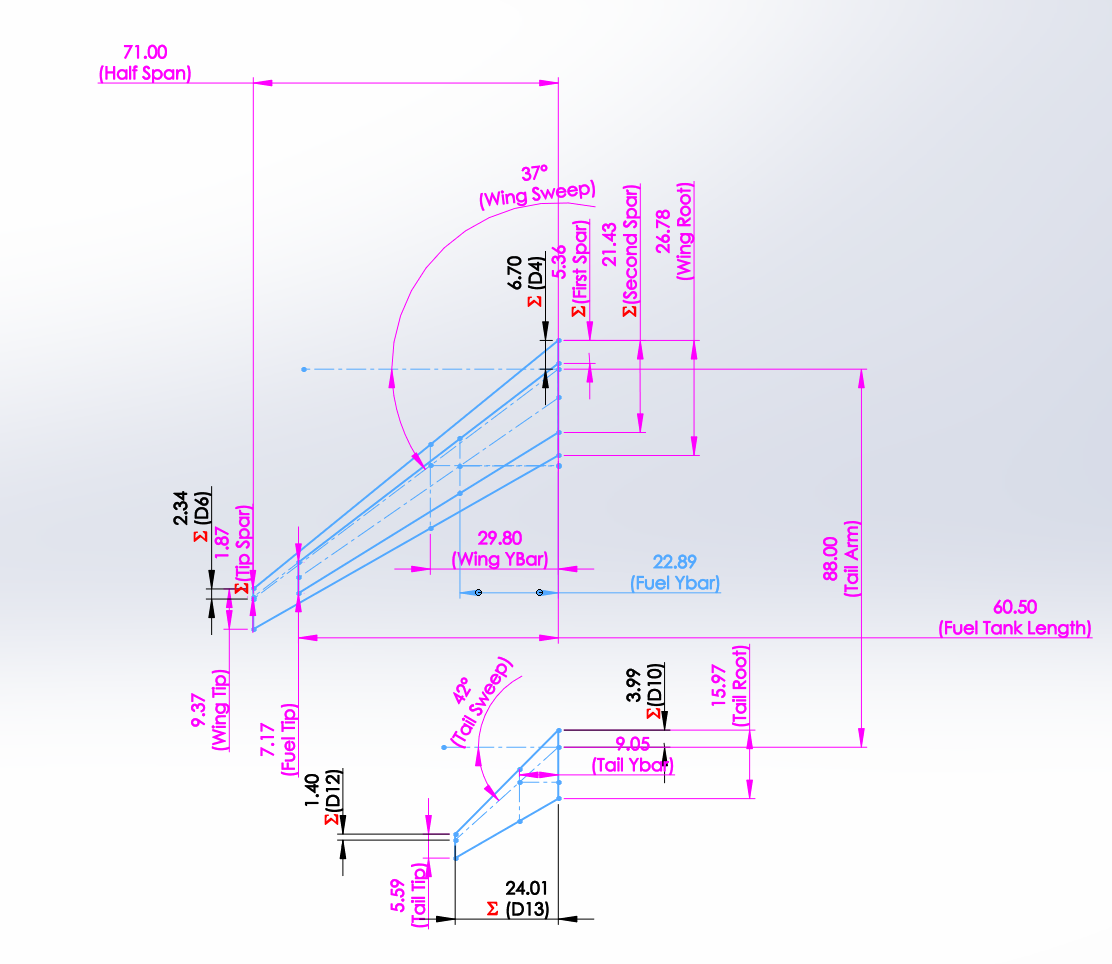 71.00
(Half Span)
37°
(Wing Sweep)
6.70
Σ (D4)
5.36
Σ(First Spar)
21.43
Σ(Second Spar)
26.78
(Wing Root)
2.34
Σ (D6)
1.87
Σ(Tip Spar)
29.80
(Wing YBar)
22.89
(Fuel Ybar)
88.00
(Tail Arm)
60.50
(Fuel Tank Length)
9.37
(Wing Tip)
7.17
(Fuel Tip)
42°
(Tail Sweep)
3.99
Σ(D10)
15.97
(Tail Root)
9.05
(Tail Ybar)
1.40
Σ(D12)
5.59
(Tail Tip)
24.01
Σ (D13)